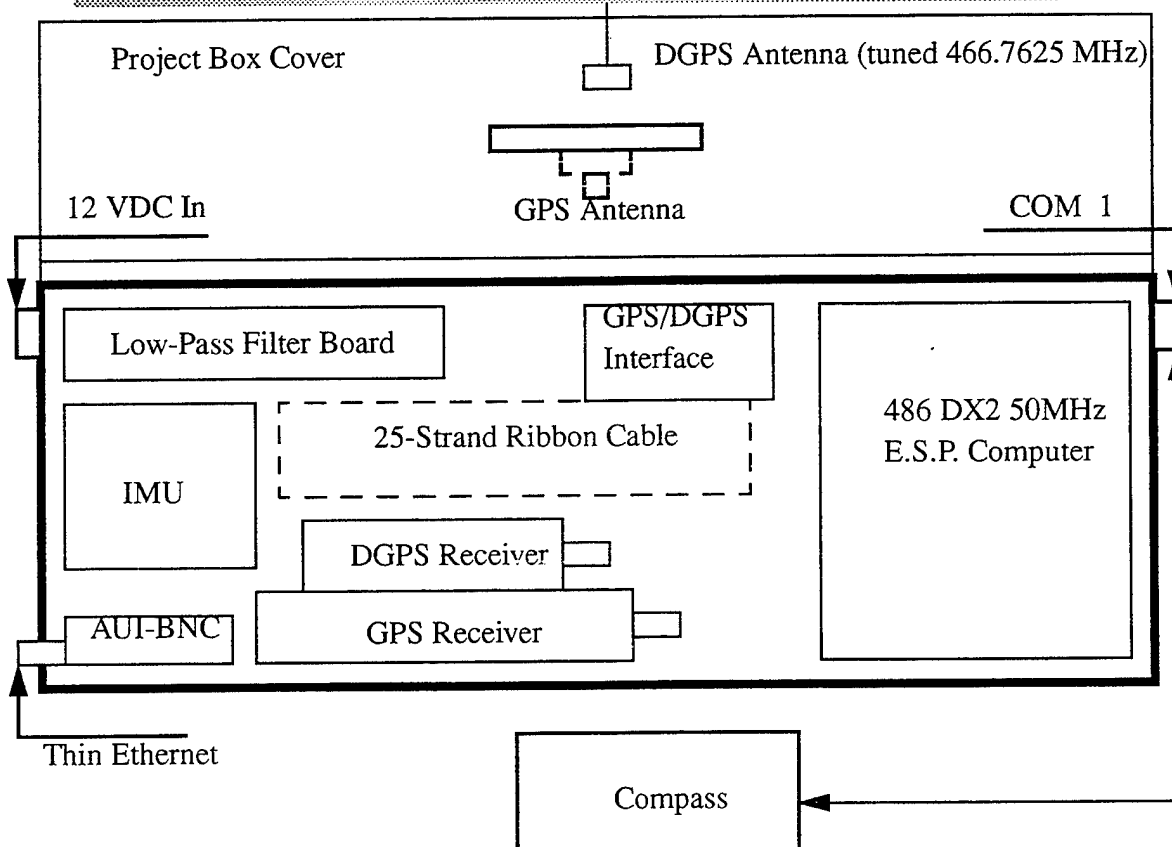 Project Box Cover
DGPS Antenna (tuned 466.7625 MHz)
GPS Antenna
12 VDC In
COM 1
Low-Pass Filter Board
GPS/DGPS
Interface
25-Strand Ribbon Cable
486 DX2 50MHz
E.S.P. Computer
IMU
DGPS Receiver
AUI-BNC
GPS Receiver
Thin Ethernet
Compass